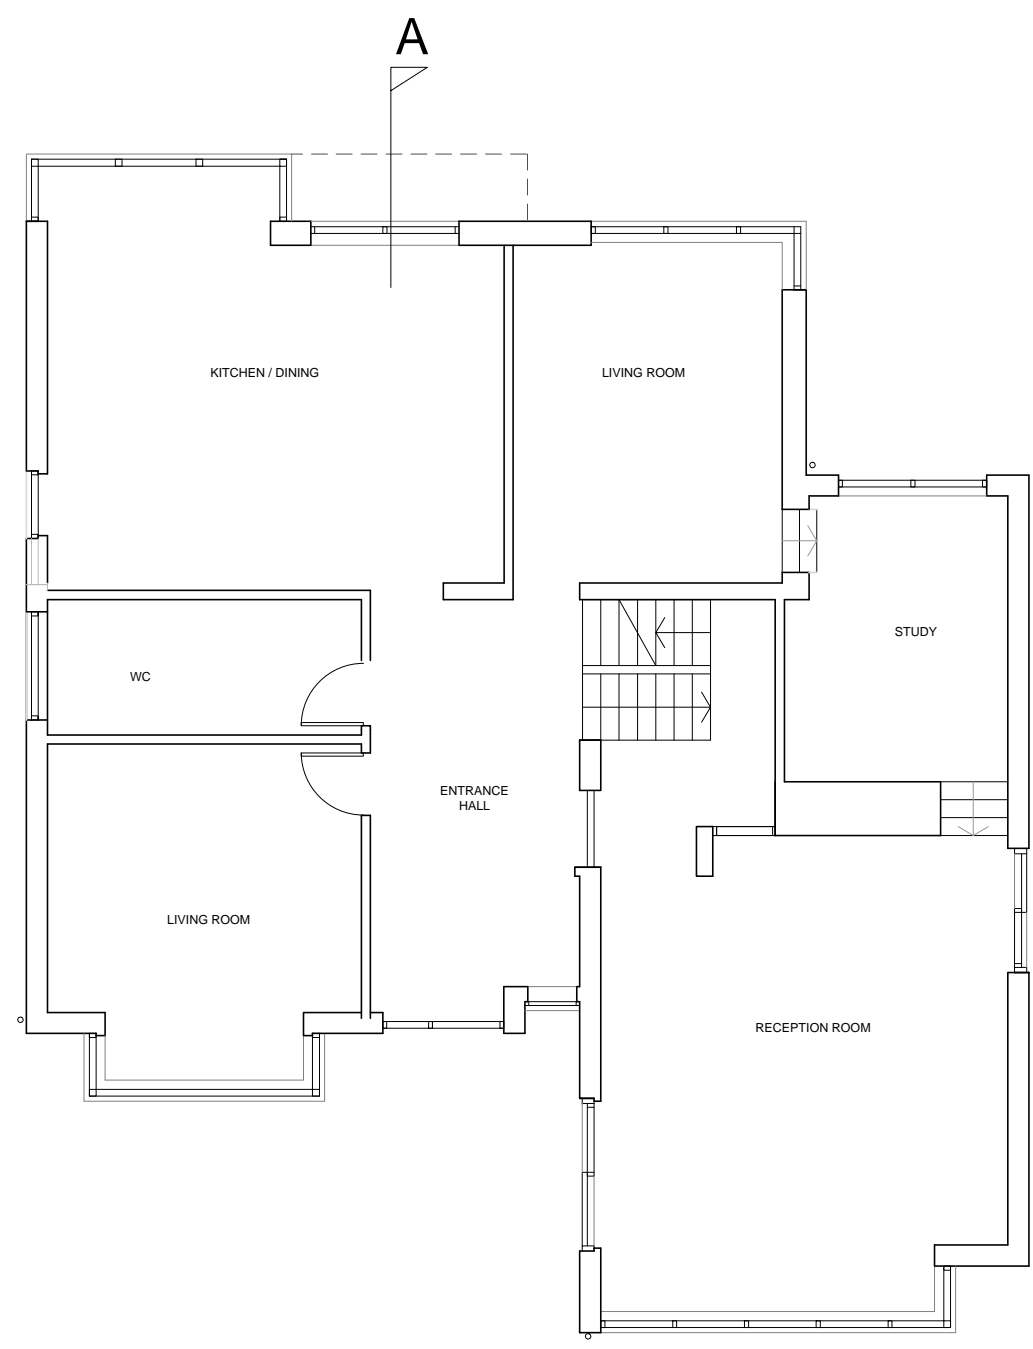 A
KITCHEN / DINING
LIVING ROOM
STUDY
WC
ENTRANCE
HALL
LIVING ROOM
RECEPTION ROOM